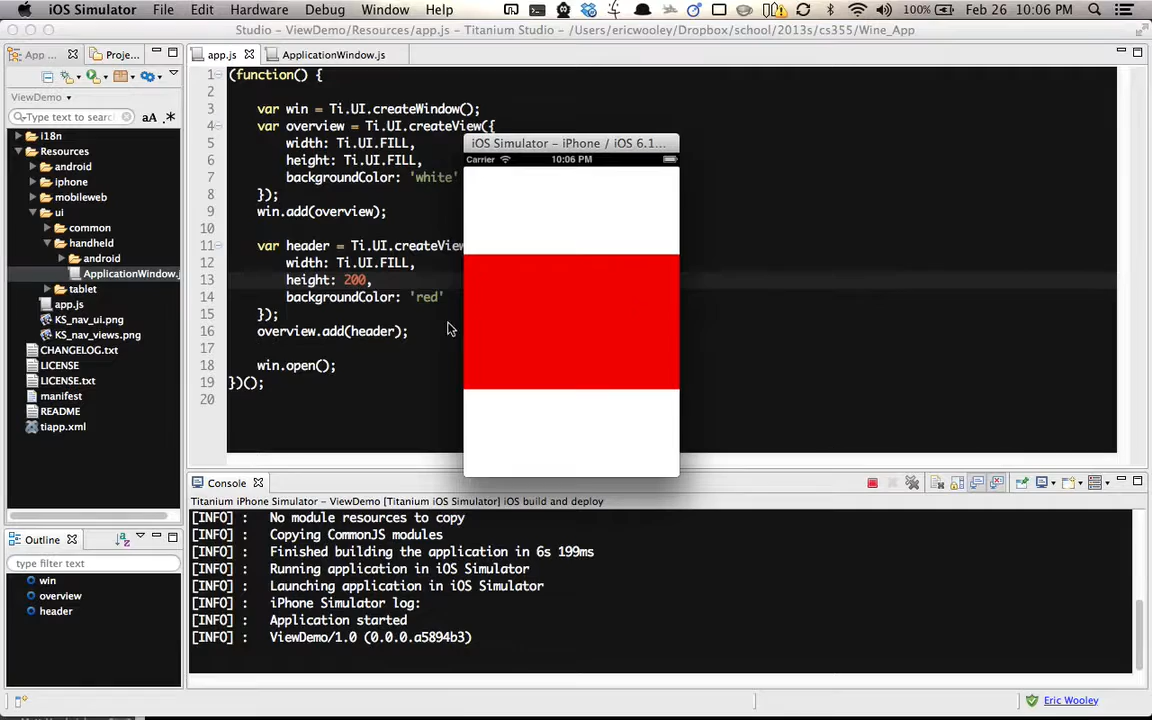 iOS Simulator File Edit Hardware Debug Window Help 100% Feb 26 10:06 PM
Studio - ViewDemo/Resources/app.js - Titanium Studio - /Users/ericwooley/Dropbox/school/2013s/cs355/Wine_App
App ... Proje... app.js ApplicationWindow.js
ViewDemo
Type text to searc aA .*
i18n
Resources
android
iphone
mobileweb
ui
common
handheld
android
ApplicationWindow.j
tablet
app.js
KS_nav_ui.png
KS_nav_views.png
CHANGELOG.txt
LICENSE
LICENSE.txt
manifest
README
tiapp.xml
1 (function() {
2
3 var win = Ti.UI.createWindow();
4 var overview = Ti.UI.createView({
5 width: Ti.UI.FILL,
6 height: Ti.UI.FILL,
7 backgroundColor: 'white'
8 });
9 win.add(overview);
10
11 var header = Ti.UI.createView
12 width: Ti.UI.FILL,
13 height: 200,
14 backgroundColor: 'red'
15 });
16 overview.add(header);
17
18 win.open();
19 })();
20
iOS Simulator - iPhone / iOS 6.1...
Carrier 10:06 PM
Console
Titanium iPhone Simulator - ViewDemo [Titanium iOS Simulator] iOS build and deploy
[INFO] : No module resources to copy
[INFO] : Copying CommonJS modules
[INFO] : Finished building the application in 6s 199ms
[INFO] : Running application in iOS Simulator
[INFO] : Launching application in iOS Simulator
[INFO] : iPhone Simulator log:
[INFO] : Application started
[INFO] : ViewDemo/1.0 (0.0.0.a5894b3)
Outline
type filter text
win
overview
header
Eric Wooley